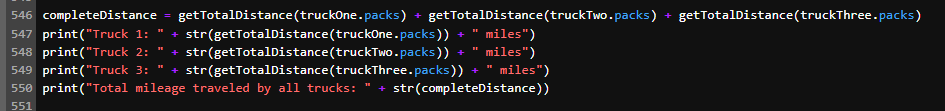 546 completeDistance = getTotalDistance(truckOne.packs) + getTotalDistance(truckTwo.packs) + getTotalDistance(truckThree.packs)
547 print("Truck 1: " + str(getTotalDistance(truckOne.packs)) + " miles")
548 print("Truck 2: " + str(getTotalDistance(truckTwo.packs)) + " miles")
549 print("Truck 3: " + str(getTotalDistance(truckThree.packs)) + " miles")
550 print("Total mileage traveled by all trucks: " + str(completeDistance))
551